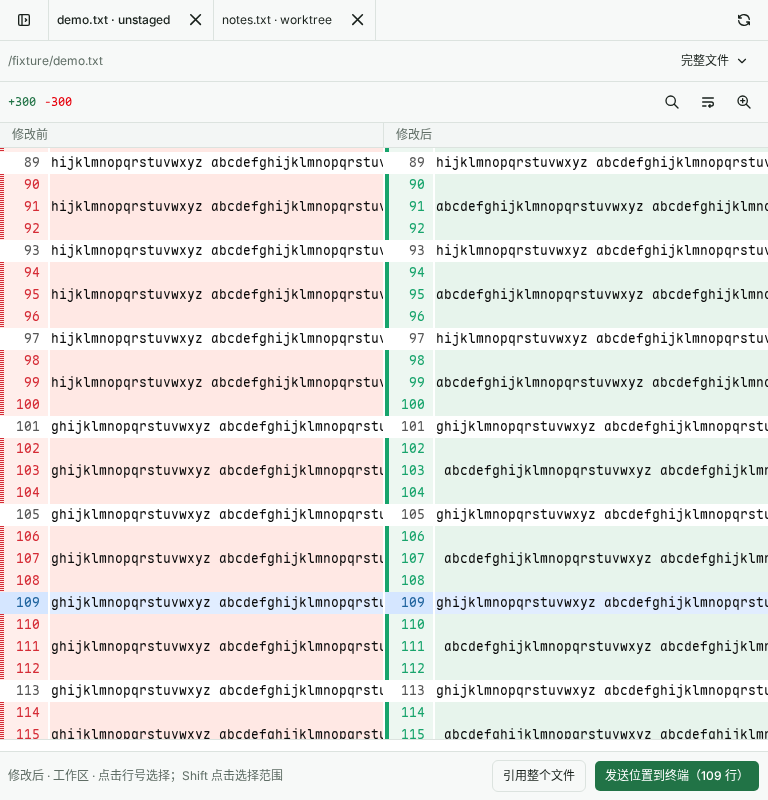 demo.txt · unstaged
notes.txt · worktree
/fixture/demo.txt
完整文件
+300 -300
修改前
修改后
89 hijklmnopqrstuvwxyz abcdefghijklmnopqrstuv 89 hijklmnopqrstuvwxyz abcdefghijklmnopqrstuv
90 90
91 hijklmnopqrstuvwxyz abcdefghijklmnopqrstuv 91 abcdefghijklmnopqrstuvwxyz abcdefghijklmno
92 92
93 hijklmnopqrstuvwxyz abcdefghijklmnopqrstuv 93 hijklmnopqrstuvwxyz abcdefghijklmnopqrstuv
94 94
95 hijklmnopqrstuvwxyz abcdefghijklmnopqrstuv 95 abcdefghijklmnopqrstuvwxyz abcdefghijklmno
96 96
97 hijklmnopqrstuvwxyz abcdefghijklmnopqrstuv 97 hijklmnopqrstuvwxyz abcdefghijklmnopqrstuv
98 98
99 hijklmnopqrstuvwxyz abcdefghijklmnopqrstuv 99 abcdefghijklmnopqrstuvwxyz abcdefghijklmno
100 100
101 ghijklmnopqrstuvwxyz abcdefghijklmnopqrstu 101 ghijklmnopqrstuvwxyz abcdefghijklmnopqrstu
102 102
103 ghijklmnopqrstuvwxyz abcdefghijklmnopqrstu 103 abcdefghijklmnopqrstuvwxyz abcdefghijklmn
104 104
105 ghijklmnopqrstuvwxyz abcdefghijklmnopqrstu 105 ghijklmnopqrstuvwxyz abcdefghijklmnopqrstu
106 106
107 ghijklmnopqrstuvwxyz abcdefghijklmnopqrstu 107 abcdefghijklmnopqrstuvwxyz abcdefghijklmn
108 108
109 ghijklmnopqrstuvwxyz abcdefghijklmnopqrstu 109 ghijklmnopqrstuvwxyz abcdefghijklmnopqrstu
110 110
111 ghijklmnopqrstuvwxyz abcdefghijklmnopqrstu 111 abcdefghijklmnopqrstuvwxyz abcdefghijklmn
112 112
113 ghijklmnopqrstuvwxyz abcdefghijklmnopqrstu 113 ghijklmnopqrstuvwxyz abcdefghijklmnopqrstu
114 114
115 ghijklmnopqrstuvwxyz abcdefghijklmnopqrstu 115 abcdefghijklmnopqrstuvwxyz abcdefghijklmn
修改后 · 工作区 · 点击行号选择；Shift 点击选择范围
引用整个文件
发送位置到终端（109 行）